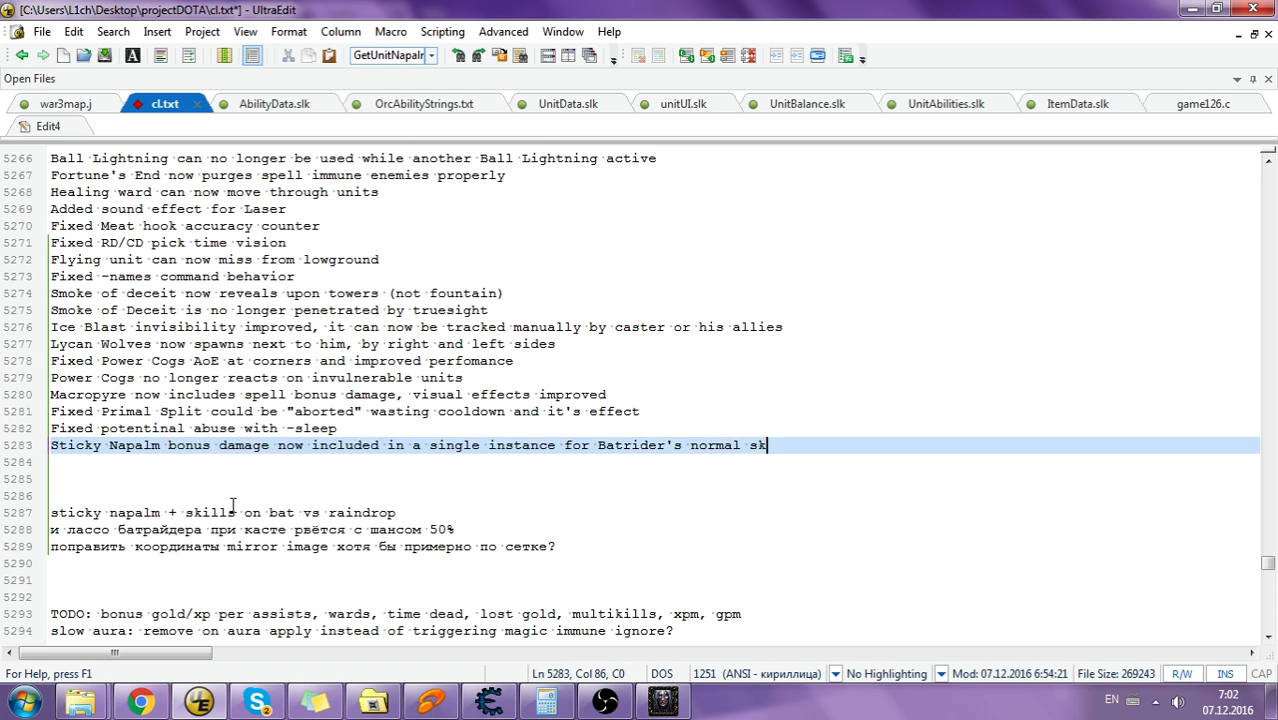 [C:\Users\L1ch\Desktop\projectDOTA\cl.txt*] - UltraEdit
File Edit Search Insert Project View Format Column Macro Scripting Advanced Window Help
GetUnitNapalr
Open Files
war3map.j cl.txt AbilityData.slk OrcAbilityStrings.txt UnitData.slk unitUI.slk UnitBalance.slk UnitAbilities.slk ItemData.slk game126.c
Edit4
5266 Ball Lightning can no longer be used while another Ball Lightning active
5267 Fortune's End now purges spell immune enemies properly
5268 Healing ward can now move through units
5269 Added sound effect for Laser
5270 Fixed Meat hook accuracy counter
5271 Fixed RD/CD pick time vision
5272 Flying unit can now miss from lowground
5273 Fixed -names command behavior
5274 Smoke of deceit now reveals upon towers (not fountain)
5275 Smoke of Deceit is no longer penetrated by truesight
5276 Ice Blast invisibility improved, it can now be tracked manually by caster or his allies
5277 Lycan Wolves now spawns next to him, by right and left sides
5278 Fixed Power Cogs AoE at corners and improved perfomance
5279 Power Cogs no longer reacts on invulnerable units
5280 Macropyre now includes spell bonus damage, visual effects improved
5281 Fixed Primal Split could be "aborted" wasting cooldown and it's effect
5282 Fixed potentinal abuse with -sleep
5283 Sticky Napalm bonus damage now included in a single instance for Batrider's normal sk
5284
5285
5286
5287 sticky napalm + skills on bat vs raindrop
5288 и лассо батрайдера при касте рвётся с шансом 50%
5289 поправить координаты mirror image хотя бы примерно по сетке?
5290
5291
5292
5293 TODO: bonus gold/xp per assists, wards, time dead, lost gold, multikills, xpm, gpm
5294 slow aura: remove on aura apply instead of triggering magic immune ignore?
For Help, press F1 Ln 5283, Col 86, C0 DOS 1251 (ANSI - кириллица) No Highlighting Mod: 07.12.2016 6:54:21 File Size: 269243 R/W INS CAP
EN 7:02
07.12.2016